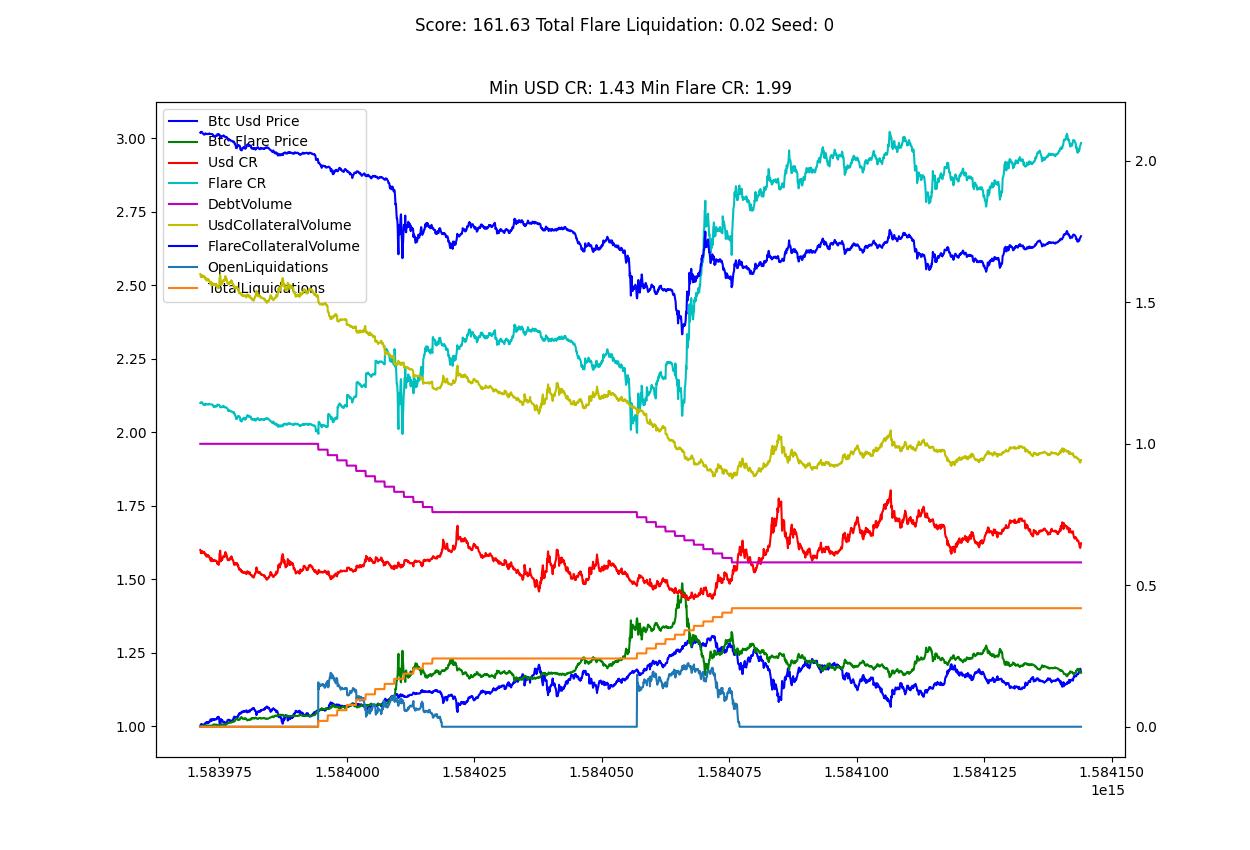 Score: 161.63 Total Flare Liquidation: 0.02 Seed: 0
Min USD CR: 1.43 Min Flare CR: 1.99
Btc Usd Price
Btc Flare Price
Usd CR
Flare CR
DebtVolume
UsdCollateralVolume
FlareCollateralVolume
OpenLiquidations
TotalLiquidations
3.00
2.75
2.50
2.25
2.00
1.75
1.50
1.25
1.00
2.0
1.5
1.0
0.5
0.0
1.583975 1.584000 1.584025 1.584050 1.584075 1.584100 1.584125 1.584150
1e15